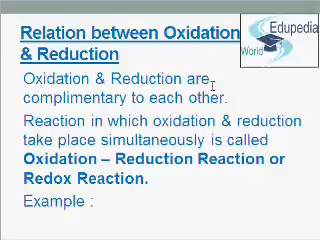 Relation between Oxidation
& Reduction
Edupedia
World
Oxidation & Reduction are
complimentary to each other.
Reaction in which oxidation & reduction
take place simultaneously is called
Oxidation – Reduction Reaction or
Redox Reaction.
Example :